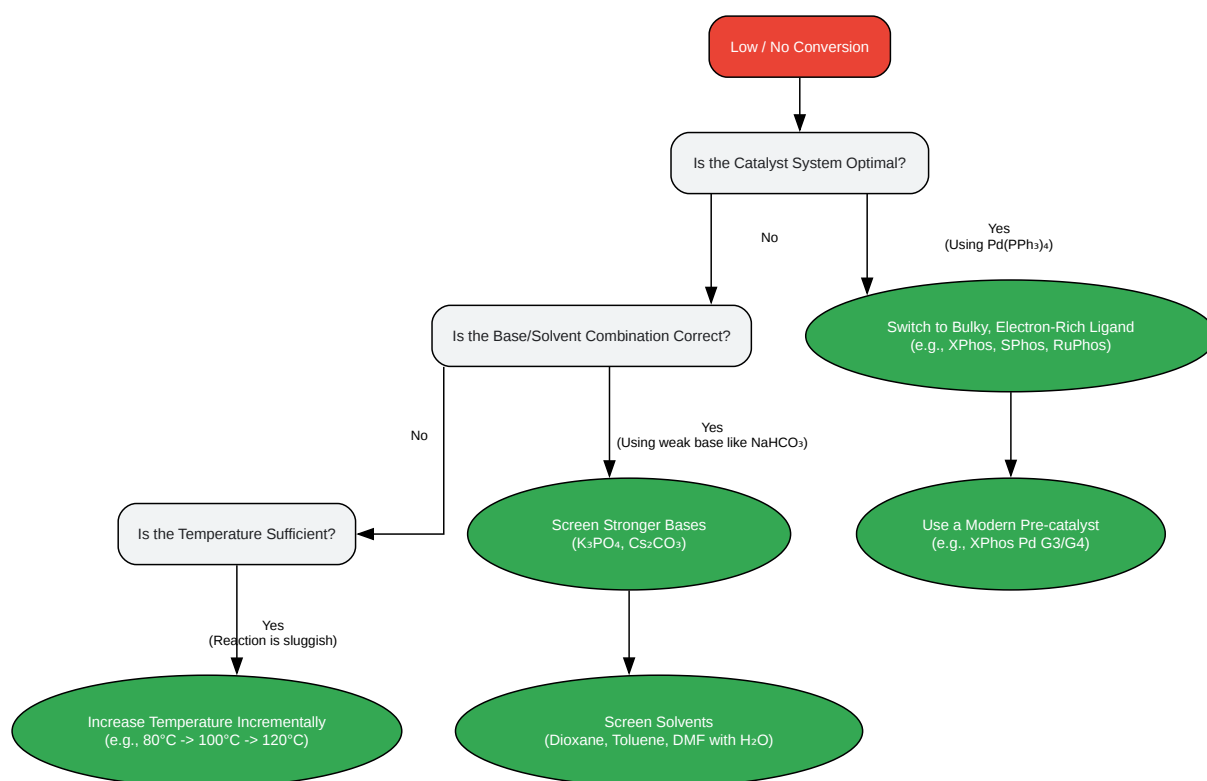 Low / No Conversion
Is the Catalyst System Optimal?
No
Yes
(Using Pd(PPh₃)₄)
Is the Base/Solvent Combination Correct?
Switch to Bulky, Electron-Rich Ligand
(e.g., XPhos, SPhos, RuPhos)
No
Yes
(Using weak base like NaHCO₃)
Is the Temperature Sufficient?
Screen Stronger Bases
(K₃PO₄, Cs₂CO₃)
Use a Modern Pre-catalyst
(e.g., XPhos Pd G3/G4)
Yes
(Reaction is sluggish)
Increase Temperature Incrementally
(e.g., 80°C -> 100°C -> 120°C)
Screen Solvents
(Dioxane, Toluene, DMF with H₂O)